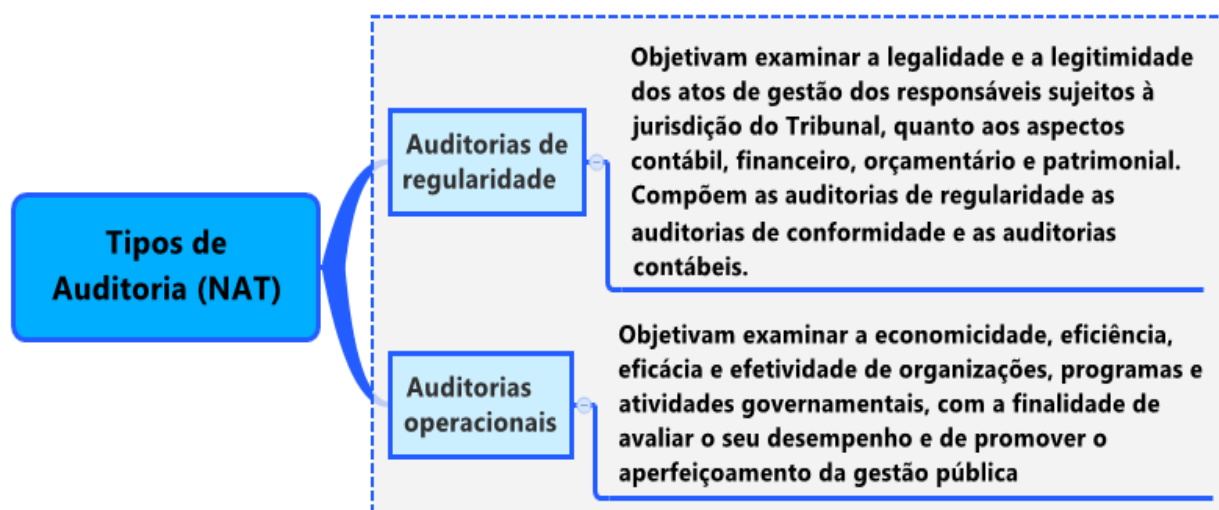 Tipos de
Auditoria (NAT)
Auditorias de
regularidade
Objetivam examinar a legalidade e a legitimidade
dos atos de gestão dos responsáveis sujeitos à
jurisdição do Tribunal, quanto aos aspectos
contábil, financeiro, orçamentário e patrimonial.
Compõem as auditorias de regularidade as
auditorias de conformidade e as auditorias
contábeis.
Auditorias
operacionais
Objetivam examinar a economicidade, eficiência,
eficácia e efetividade de organizações, programas e
atividades governamentais, com a finalidade de
avaliar o seu desempenho e de promover o
aperfeiçoamento da gestão pública